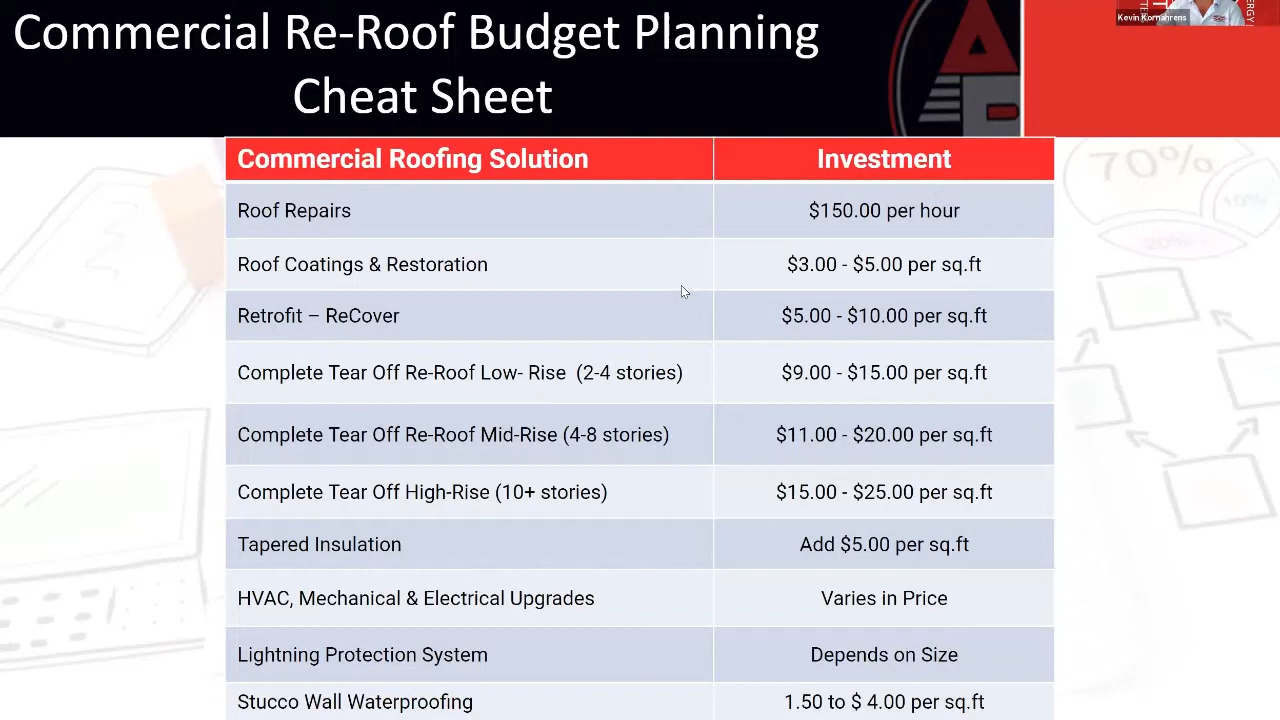 Commercial Re-Roof Budget Planning
Cheat Sheet
Kevin Kornahrens
Commercial Roofing Solution Investment
Roof Repairs $150.00 per hour
Roof Coatings & Restoration $3.00 - $5.00 per sq.ft
Retrofit – ReCover $5.00 - $10.00 per sq.ft
Complete Tear Off Re-Roof Low- Rise (2-4 stories) $9.00 - $15.00 per sq.ft
Complete Tear Off Re-Roof Mid-Rise (4-8 stories) $11.00 - $20.00 per sq.ft
Complete Tear Off High-Rise (10+ stories) $15.00 - $25.00 per sq.ft
Tapered Insulation Add $5.00 per sq.ft
HVAC, Mechanical & Electrical Upgrades Varies in Price
Lightning Protection System Depends on Size
Stucco Wall Waterproofing 1.50 to $ 4.00 per sq.ft
70%
10%
20%